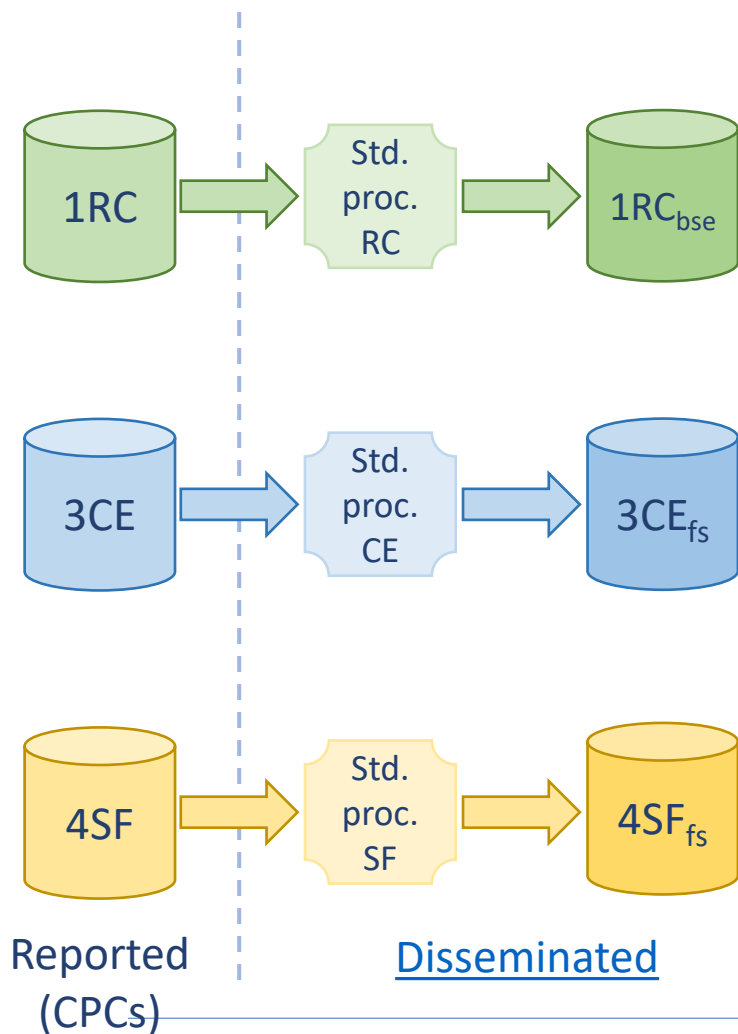 1RC
Std.
proc.
RC
1RCbse
3CE
Std.
proc.
CE
3CEfs
4SF
Std.
proc.
SF
4SFfs
Reported
(CPCs)
Disseminated